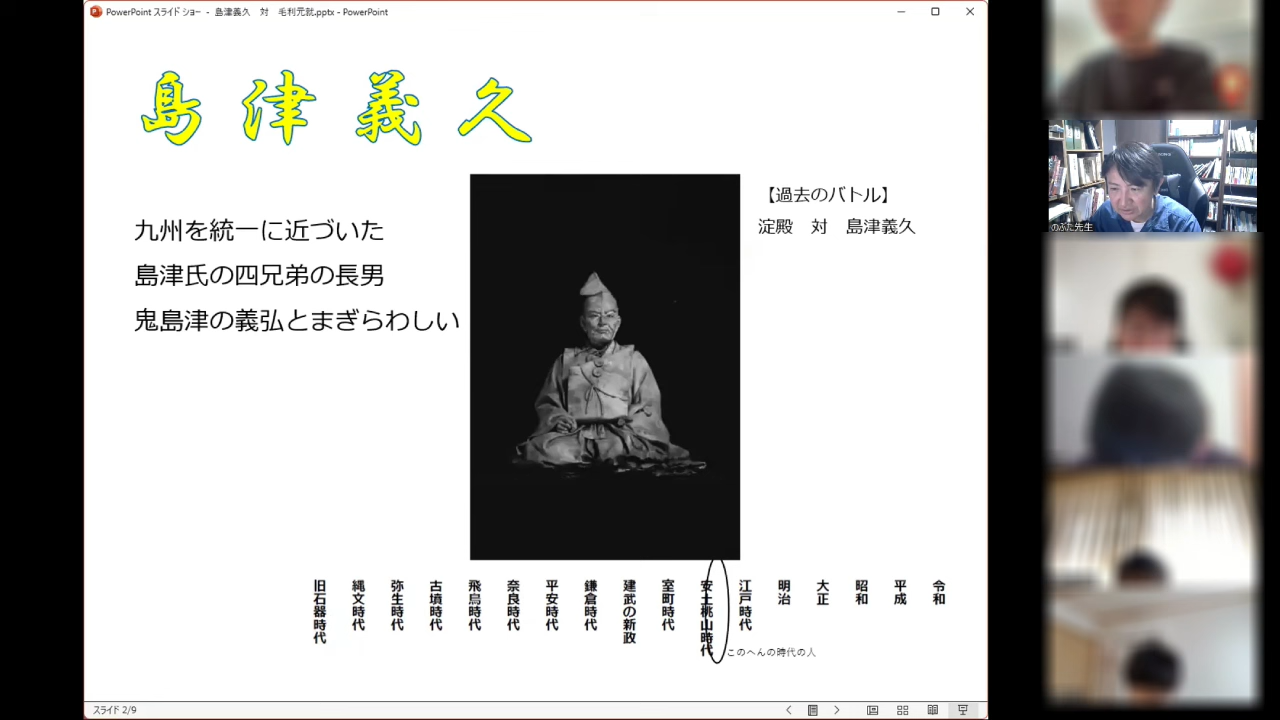 PowerPoint スライド ショー - 島津義久　対　毛利元就.pptx - PowerPoint
島津義久
九州を統一に近づいた
島津氏の四兄弟の長男
鬼島津の義弘とまぎらわしい
【過去のバトル】
淀殿　対　島津義久
旧石器時代
縄文時代
弥生時代
古墳時代
飛鳥時代
奈良時代
平安時代
鎌倉時代
建武の新政
室町時代
安土桃山時代
江戸時代
明治
大正
昭和
平成
令和
このへんの時代の人
スライド 2/9
のぶた先生